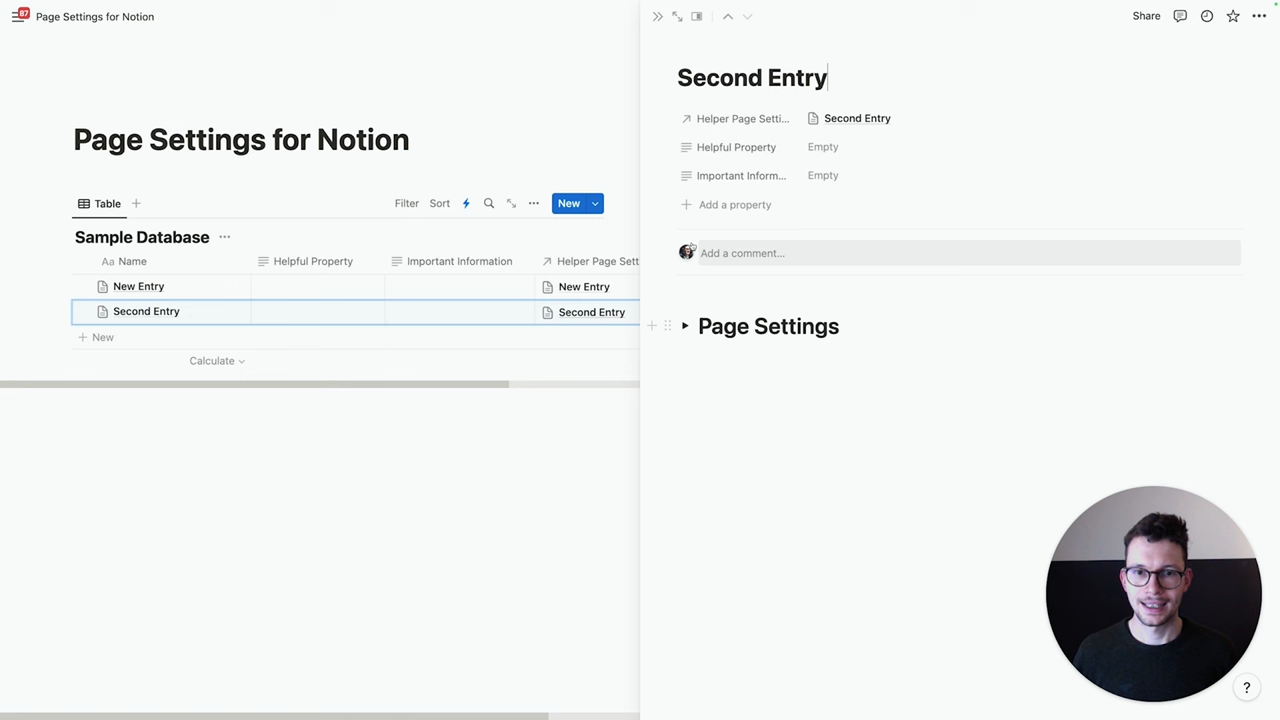 87
Page Settings for Notion
Page Settings for Notion
Table
Filter
Sort
New
Sample Database
Aa Name
Helpful Property
Important Information
Helper Page Sett
New Entry
New Entry
Second Entry
Second Entry
New
Calculate
Share
Second Entry
Helper Page Setti...
Second Entry
Helpful Property
Empty
Important Inform...
Empty
Add a property
Add a comment...
Page Settings
?